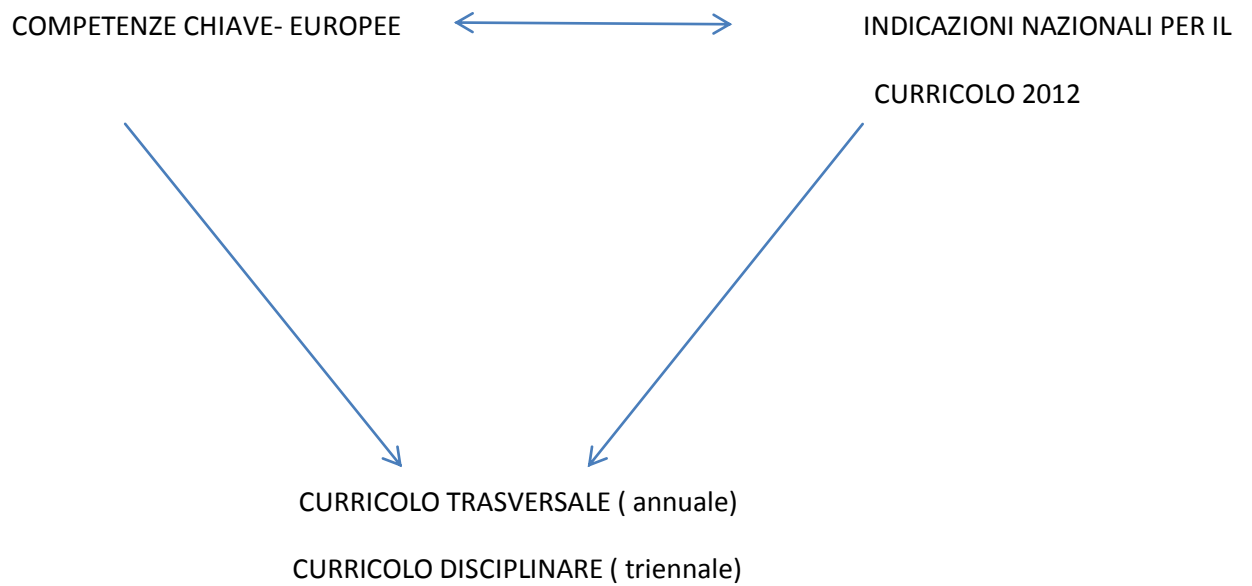 COMPETENZE CHIAVE- EUROPEE
INDICAZIONI NAZIONALI PER IL
CURRICOLO 2012
CURRICOLO TRASVERSALE ( annuale)
CURRICOLO DISCIPLINARE ( triennale)